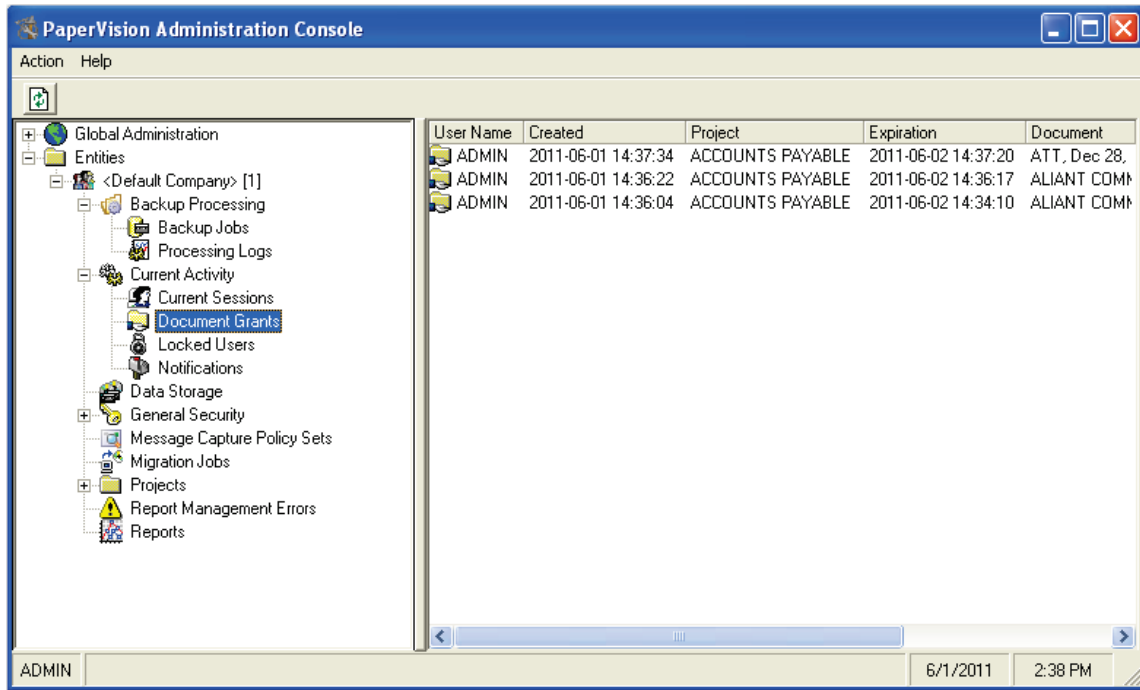 PaperVision Administration Console
Action Help
Global Administration
Entities
<Default Company> [1]
Backup Processing
Backup Jobs
Processing Logs
Current Activity
Current Sessions
Document Grants
Locked Users
Notifications
Data Storage
General Security
Message Capture Policy Sets
Migration Jobs
Projects
Report Management Errors
Reports
User Name Created Project Expiration Document
ADMIN 2011-06-01 14:37:34 ACCOUNTS PAYABLE 2011-06-02 14:37:20 ATT, Dec 28,
ADMIN 2011-06-01 14:36:22 ACCOUNTS PAYABLE 2011-06-02 14:36:17 ALIANT COMM
ADMIN 2011-06-01 14:36:04 ACCOUNTS PAYABLE 2011-06-02 14:34:10 ALIANT COMM
ADMIN 6/1/2011 2:38 PM